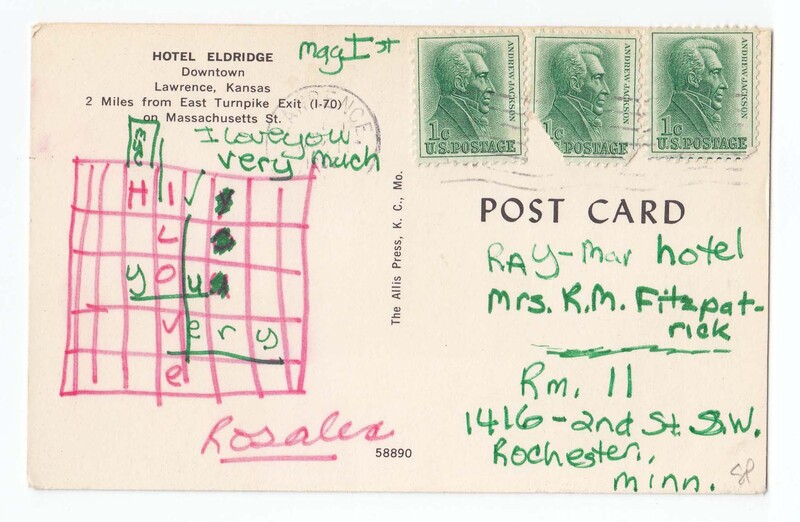 HOTEL ELDRIDGE
Downtown
Lawrence, Kansas
2 Miles from East Turnpike Exit (I-70)
on Massachusetts St.
I love you
very much
HI
L
you
very
e
Rosalea
58890
The Allis Press, K. C., Mo.
ANDREW JACKSON
1c
U.S. POSTAGE
ANDREW JACKSON
1c
U.S. POSTAGE
ANDREW JACKSON
1c
U.S. POSTAGE
POST CARD
RAY-Mar hotel
Mrs. R.M. Fitzpat-
rick
Rm. 11
1416-2nd St. S.W.
Rochester,
Minn.